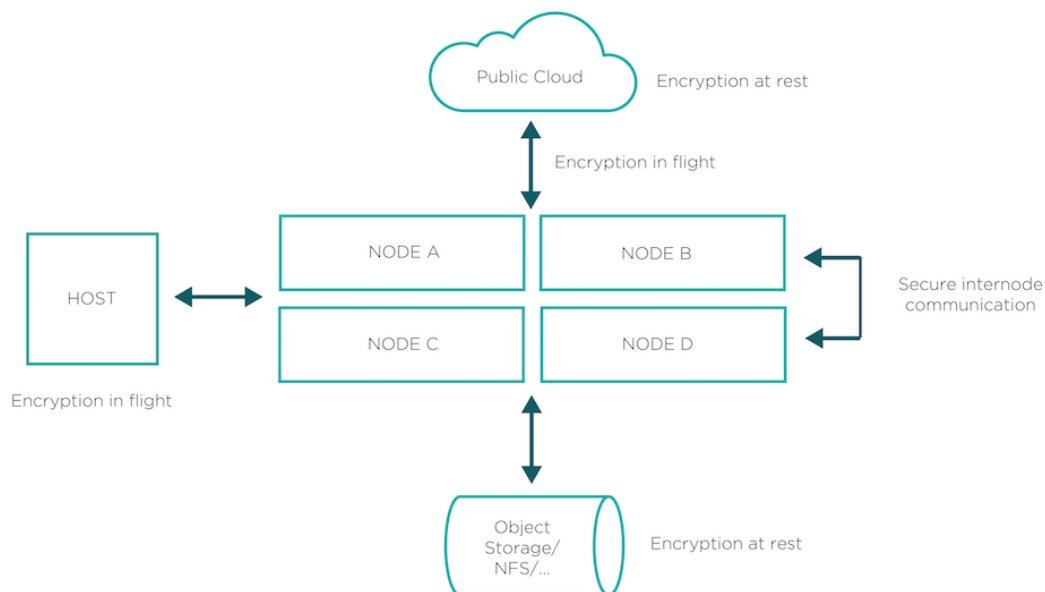 Public Cloud
Encryption at rest
Encryption in flight
NODE A
NODE B
HOST
Secure internode
communication
NODE C
NODE D
Encryption in flight
Object
Storage/
NFS/...
Encryption at rest